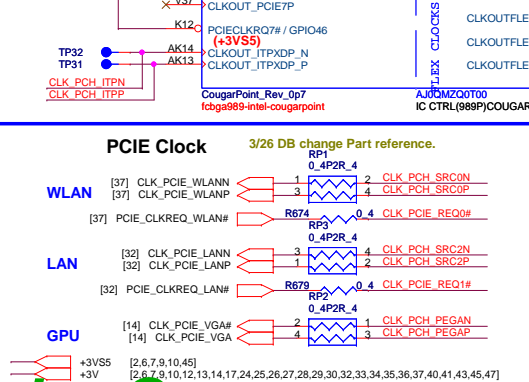 V37
CLKOUT_PCIE7P
CLKOUTFLE
K12
PCIECLKRQ7# / GPIO46
(+3VS5)
CLKOUTFLE
TP32
AK14
CLKOUT_ITPXDP_N
TP31
AK13
CLKOUT_ITPXDP_P
CLKOUTFLE
FLEX CLOCKS
CLK_PCH_ITPN
CLK_PCH_ITPP
CougarPoint_Rev_0p7
AJ0QMZQ0T00
fcbga989-intel-cougarpoint
IC CTRL(989P)COUGAR
PCIE Clock
3/26 DB change Part reference.
RP1
0_4P2R_4
WLAN
[37] CLK_PCIE_WLANN
1
2
CLK_PCH_SRC0N
[37] CLK_PCIE_WLANP
3
4
CLK_PCH_SRC0P
[37] PCIE_CLKREQ_WLAN#
R674
0_4
CLK_PCIE_REQ0#
RP3
0_4P2R_4
LAN
[32] CLK_PCIE_LANN
3
4
CLK_PCH_SRC2N
[32] CLK_PCIE_LANP
1
2
CLK_PCH_SRC2P
[32] PCIE_CLKREQ_LAN#
R679
0_4
CLK_PCIE_REQ1#
RP2
0_4P2R_4
GPU
[14] CLK_PCIE_VGA#
2
1
CLK_PCH_PEGAN
[14] CLK_PCIE_VGA
4
3
CLK_PCH_PEGAP
+3VS5 [2,6,7,9,10,45]
+3V [2,6,7,9,10,12,13,14,17,24,25,26,27,28,29,30,32,33,34,35,36,37,40,41,43,45,47]